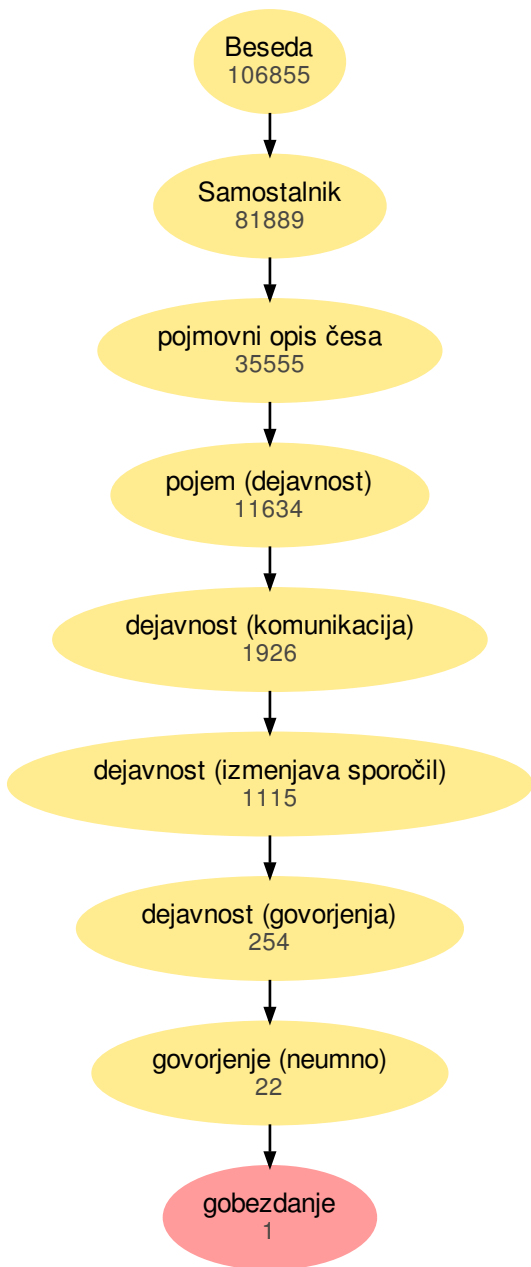 Beseda
106855
Samostalnik
81889
pojmovni opis česa
35555
pojem (dejavnost)
11634
dejavnost (komunikacija)
1926
dejavnost (izmenjava sporočil)
1115
dejavnost (govorjenja)
254
govorjenje (neumno)
22
gobezdanje
1